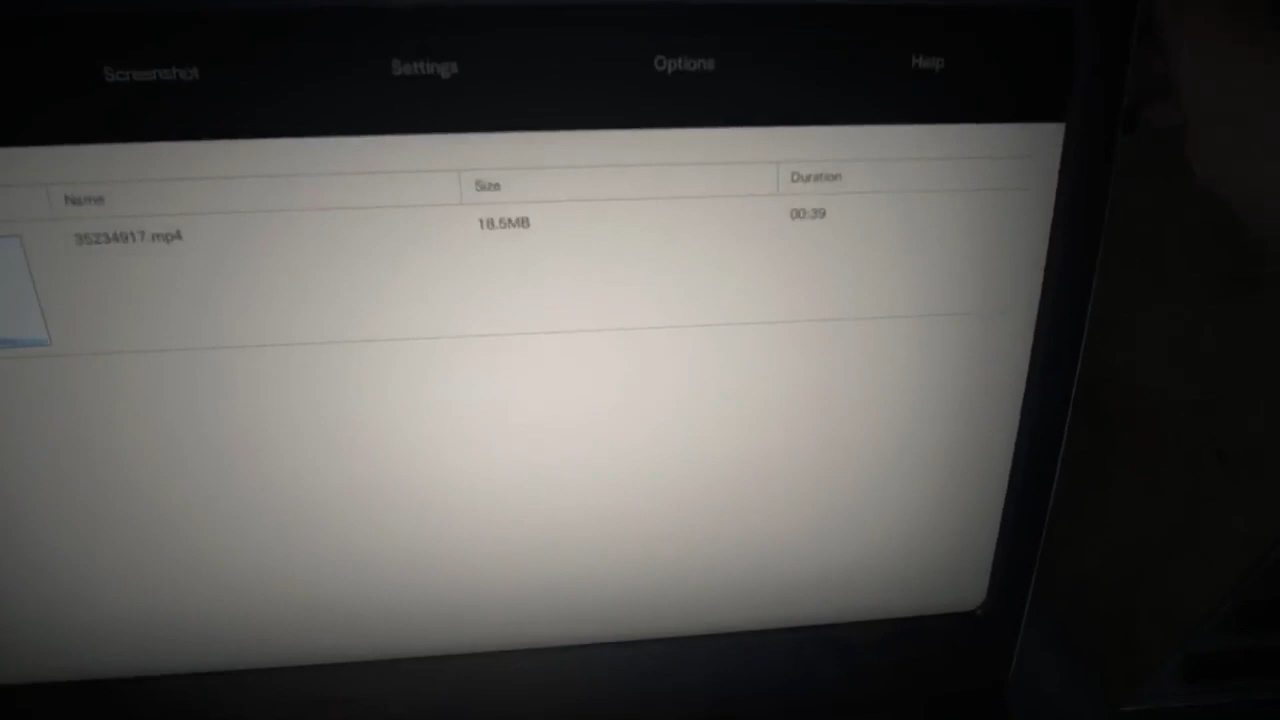 Screenshot Settings Options Help
Name Size Duration
35234917.mp4 18.5MB 00:39